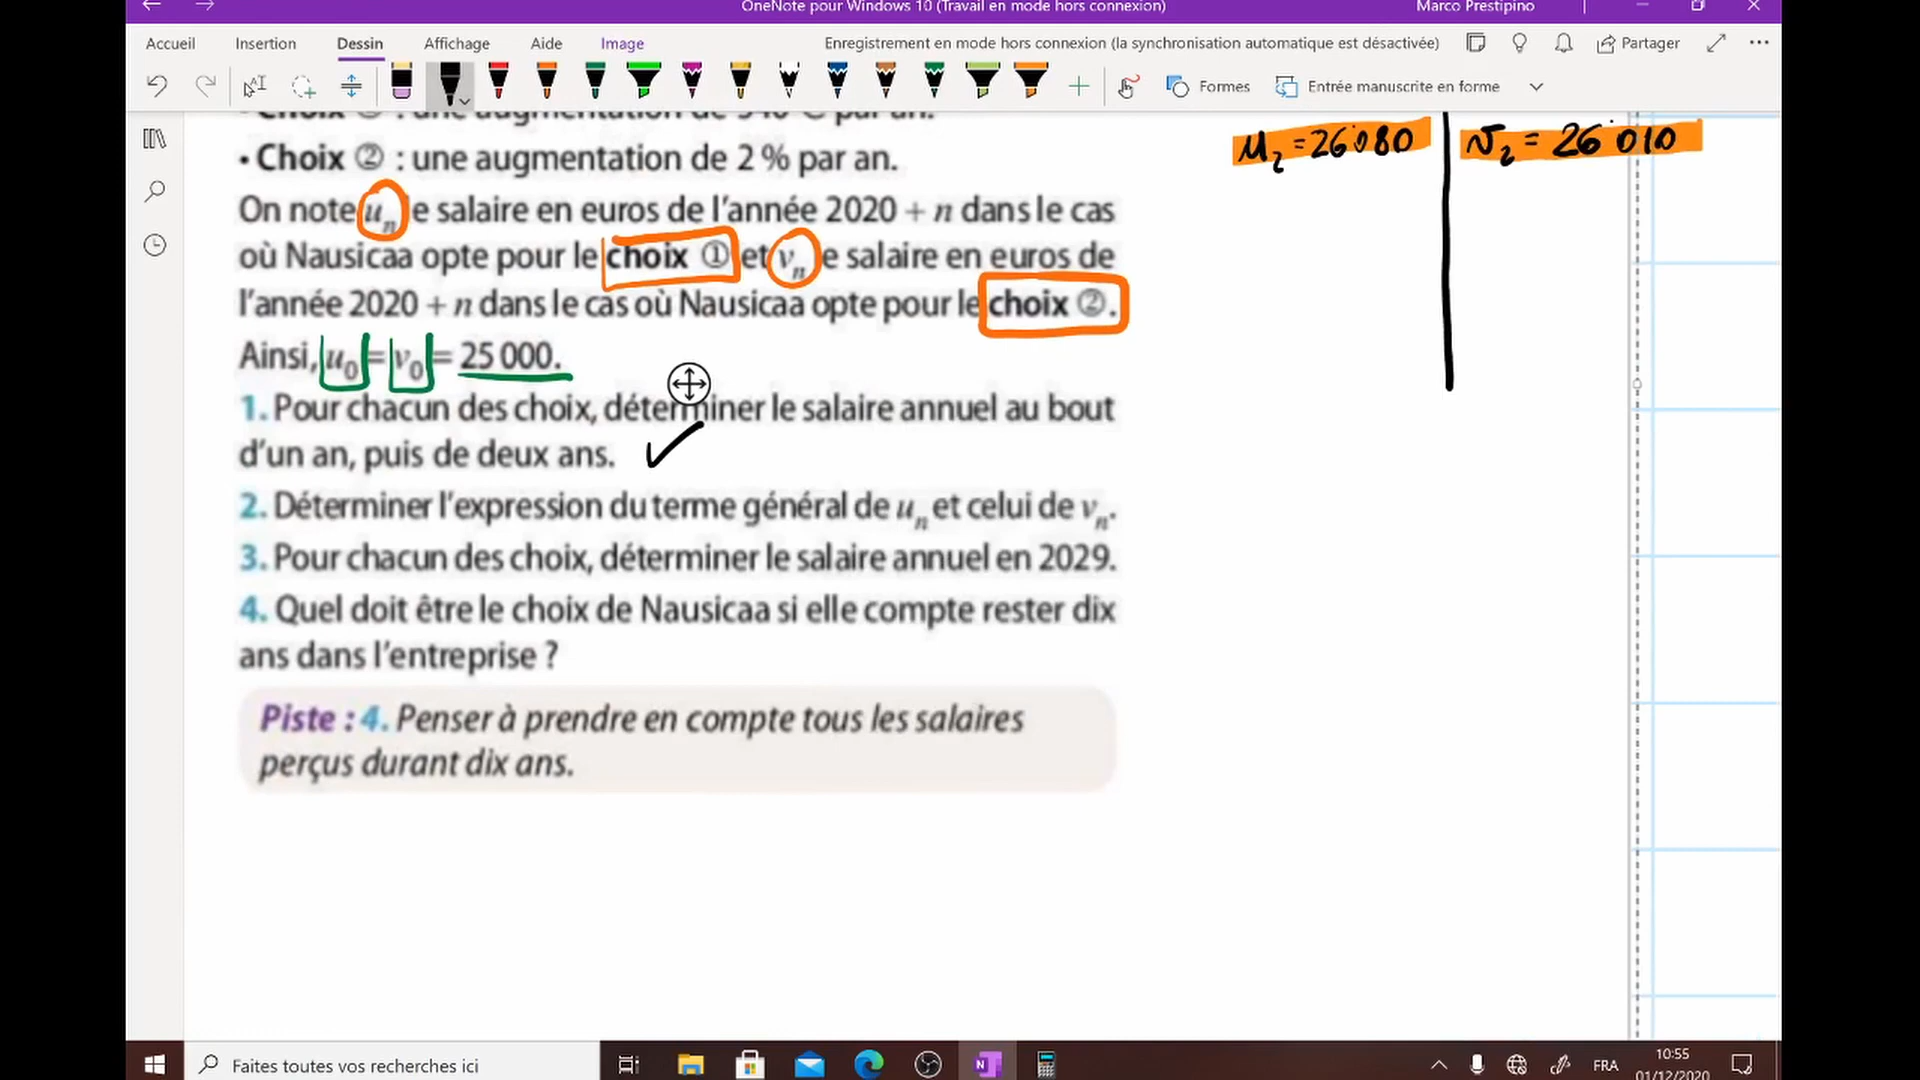 OneNote pour Windows 10 (Travail en mode hors connexion)
Marco Prestipino
Accueil
Insertion
Dessin
Affichage
Aide
Image
Enregistrement en mode hors connexion (la synchronisation automatique est désactivée)
Partager
Formes
Entrée manuscrite en forme
• Choix ① : une augmentation de 540 € par an.
• Choix ② : une augmentation de 2 % par an.
On note uₙ le salaire en euros de l'année 2020 + n dans le cas
où Nausicaa opte pour le choix ① et vₙ le salaire en euros de
l'année 2020 + n dans le cas où Nausicaa opte pour le choix ②.
Ainsi, u₀ = v₀ = 25 000.
1. Pour chacun des choix, déterminer le salaire annuel au bout
d'un an, puis de deux ans.
2. Déterminer l'expression du terme général de uₙ et celui de vₙ.
3. Pour chacun des choix, déterminer le salaire annuel en 2029.
4. Quel doit être le choix de Nausicaa si elle compte rester dix
ans dans l'entreprise ?
Piste : 4. Penser à prendre en compte tous les salaires
perçus durant dix ans.
u₂ = 26 080
v₂ = 26 010
Faites toutes vos recherches ici
FRA
10:55
01/12/2020